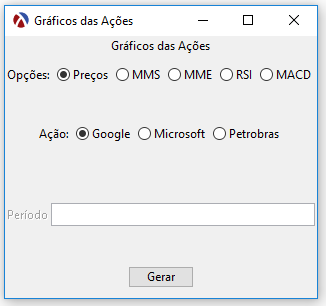 Gráficos das Ações
Gráficos das Ações
Opções: Preços MMS MME RSI MACD
Ação: Google Microsoft Petrobras
Período
Gerar